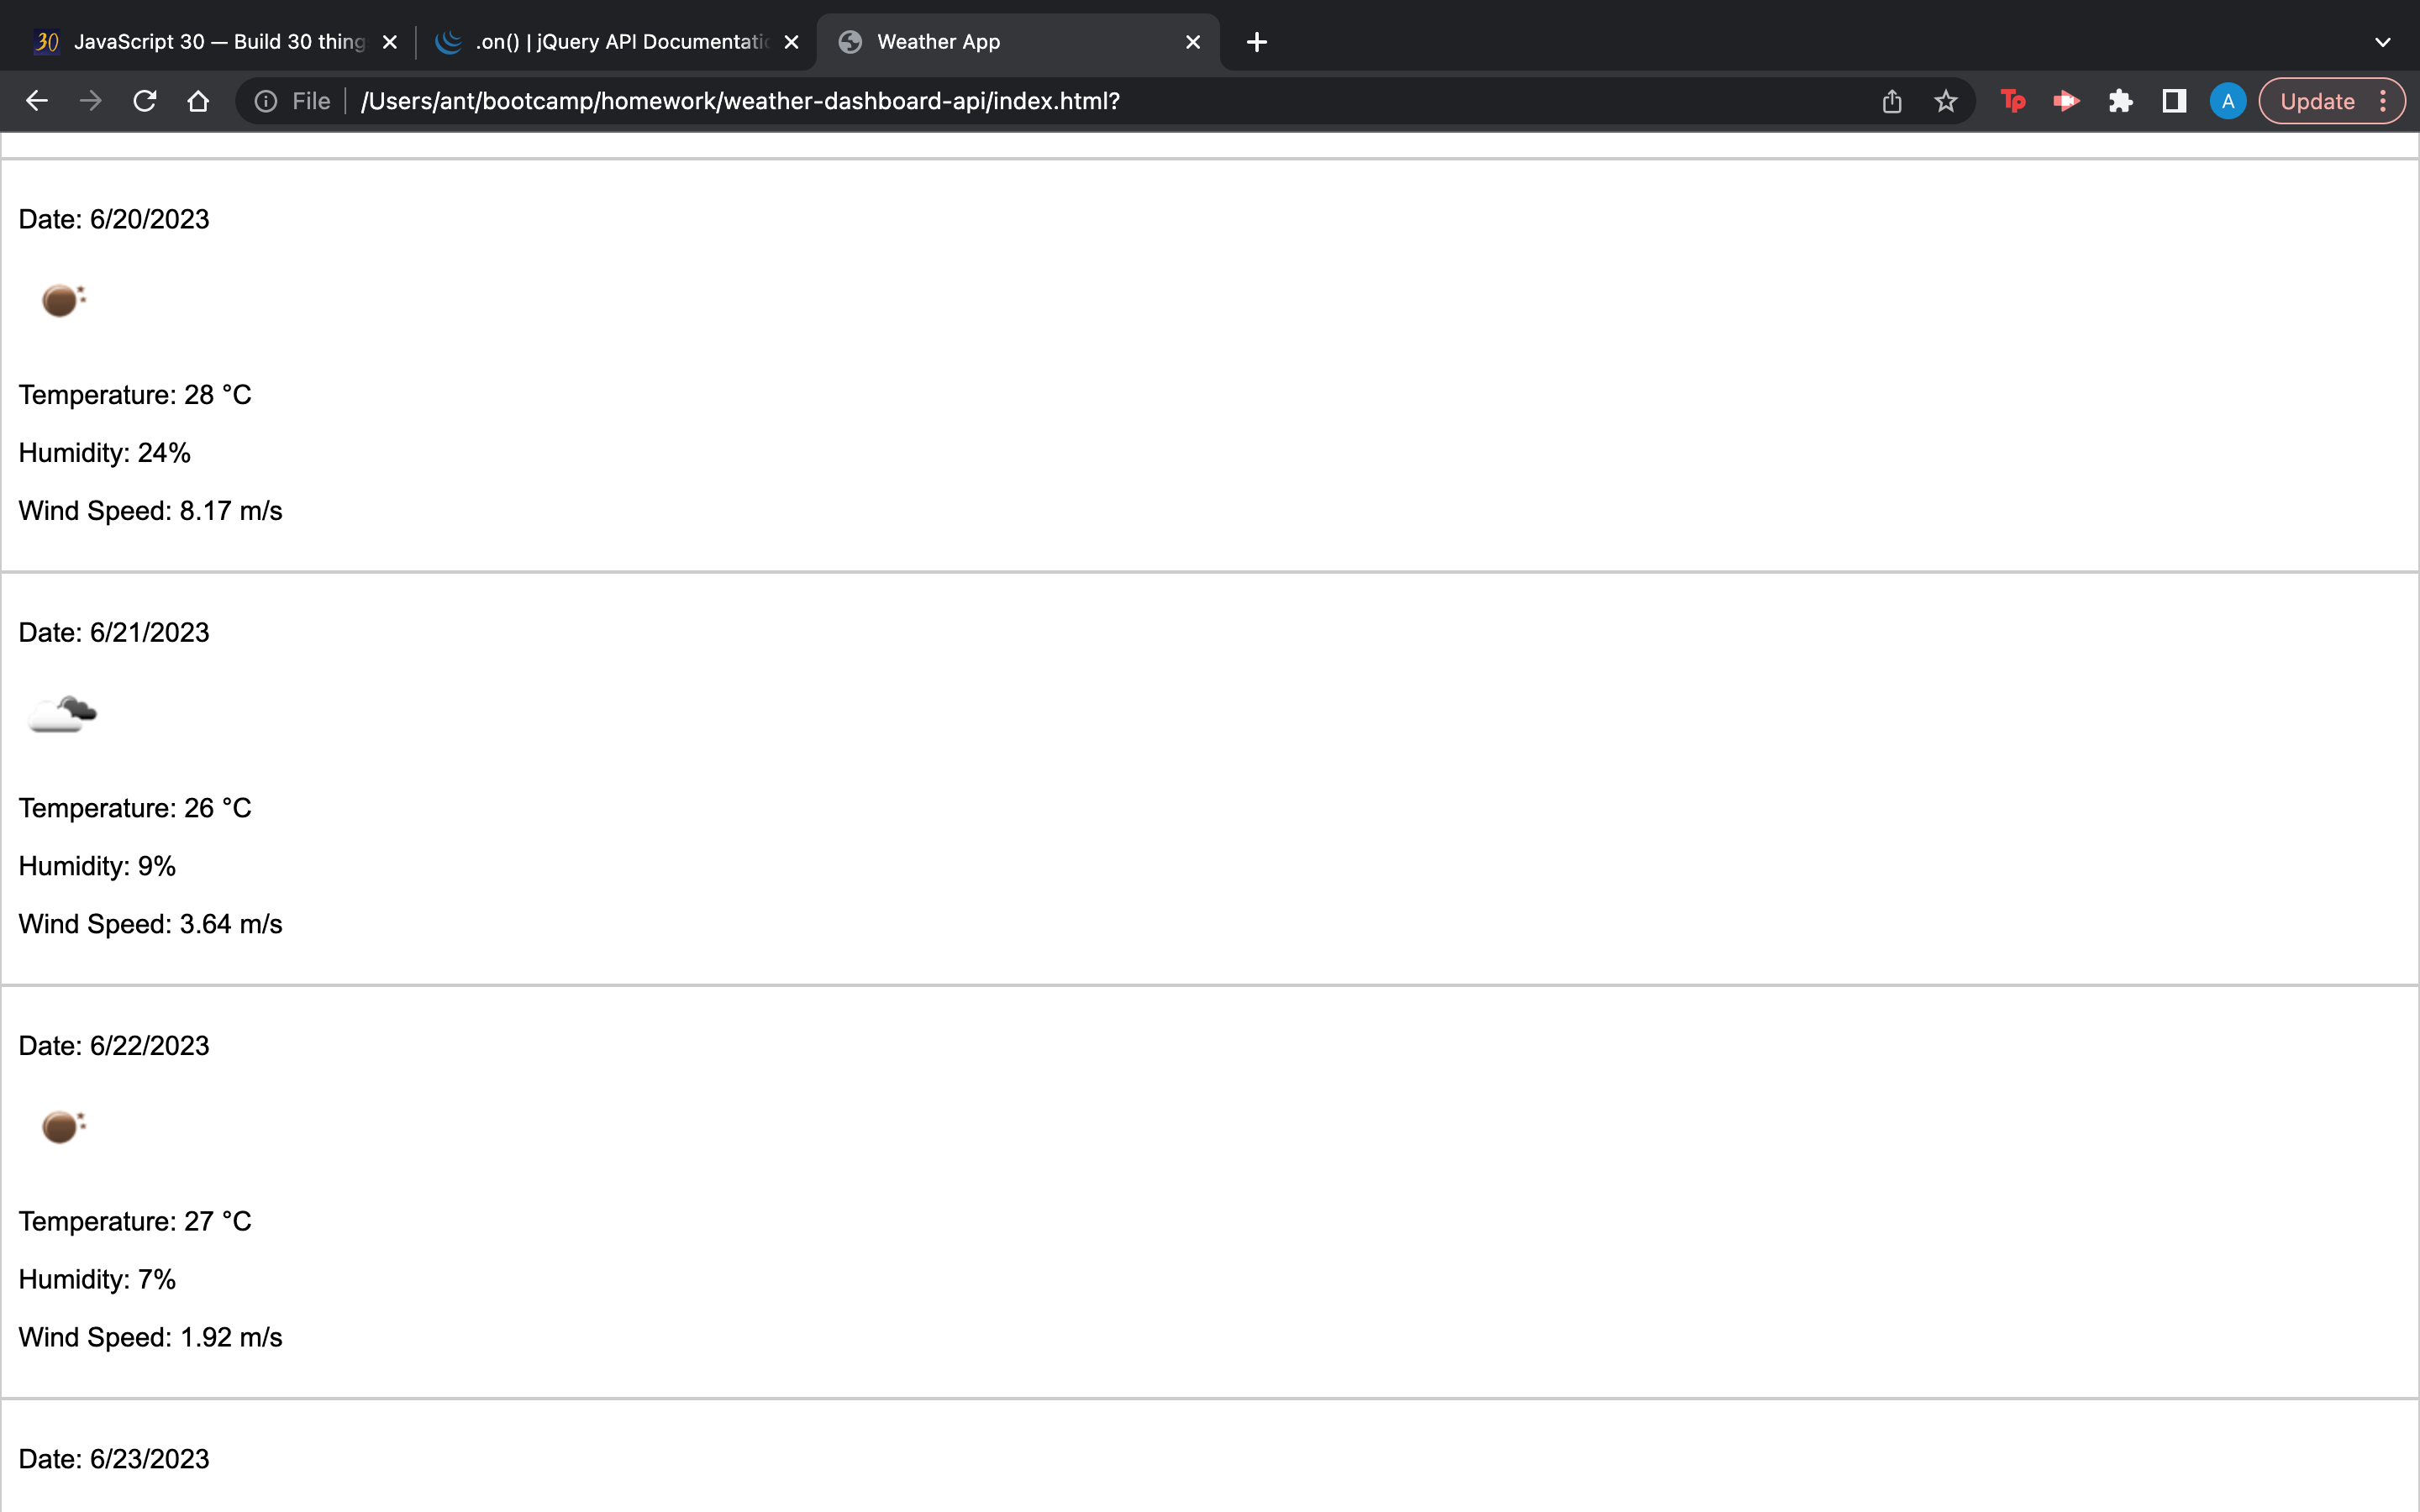 30 JavaScript 30 — Build 30 thing
.on() | jQuery API Documentatic
Weather App
File /Users/ant/bootcamp/homework/weather-dashboard-api/index.html?
Tp
A
Update
Date: 6/20/2023
Temperature: 28 °C
Humidity: 24%
Wind Speed: 8.17 m/s
Date: 6/21/2023
Temperature: 26 °C
Humidity: 9%
Wind Speed: 3.64 m/s
Date: 6/22/2023
Temperature: 27 °C
Humidity: 7%
Wind Speed: 1.92 m/s
Date: 6/23/2023